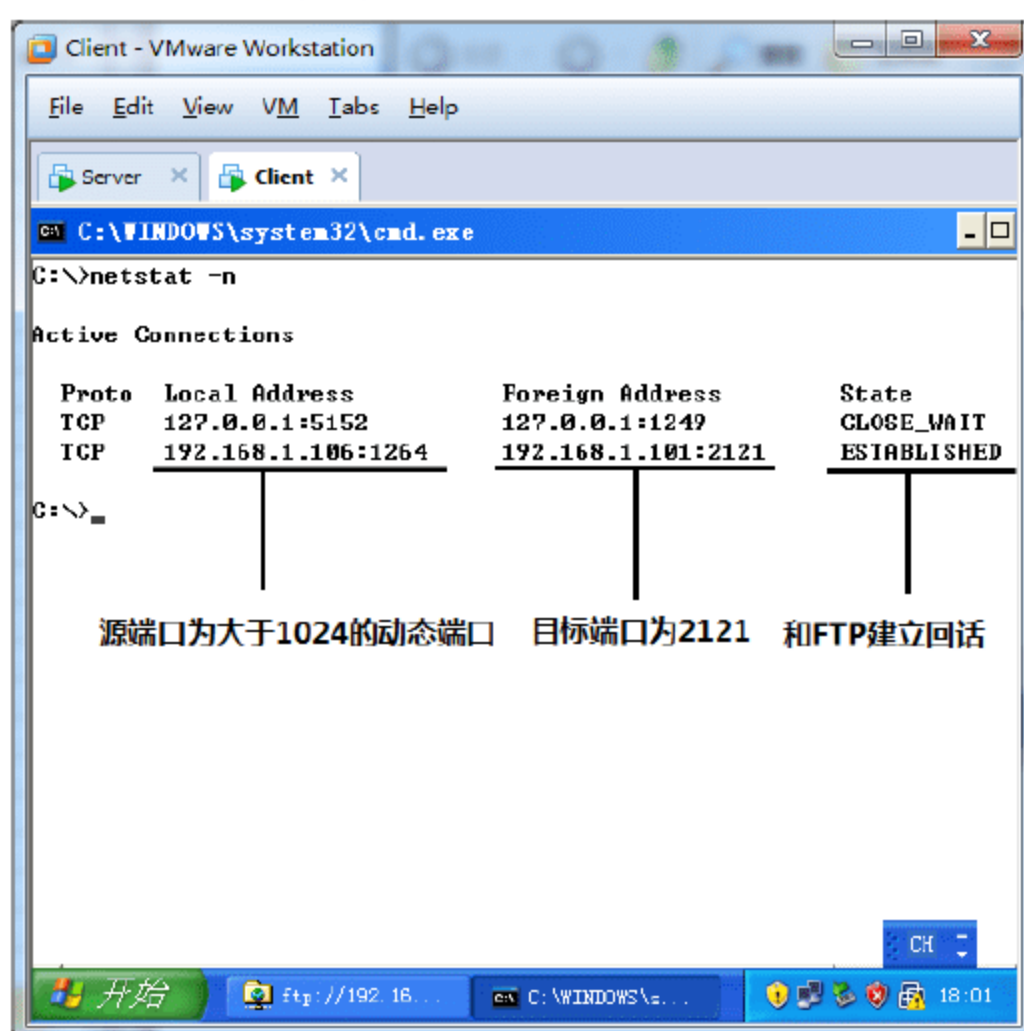 Client - VMware Workstation
File Edit View VM Tabs Help
Server Client
C:\WINDOWS\system32\cmd.exe
C:\>netstat -n
Active Connections
Proto Local Address Foreign Address State
TCP 127.0.0.1:5152 127.0.0.1:1249 CLOSE_WAIT
TCP 192.168.1.106:1264 192.168.1.101:2121 ESTABLISHED
C:\>_
源端口为大于1024的动态端口 目标端口为2121 和FTP建立回话
CH
开始 ftp://192.16... C:\WINDOWS\s... 18:01